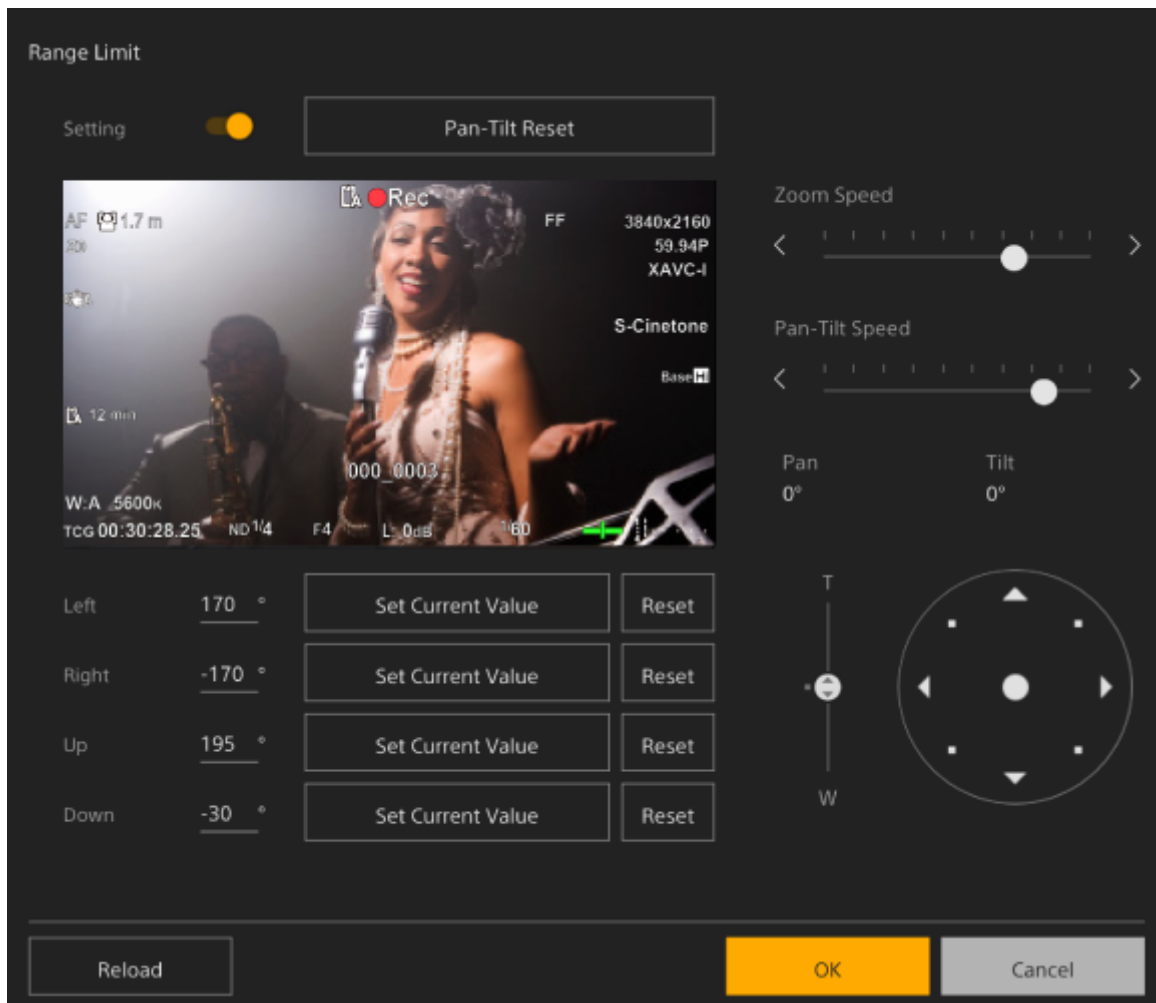 Range Limit
Setting
Pan-Tilt Reset
Rec
AF 1.7 m
FF
3840x2160
59.94P
XAVC-I
S-Cinetone
Base H
12 min
000_0003
W:A 5600K
TCG 00:30:28.25 ND 1/4 F4 L: 0dB 1/60
Zoom Speed
Pan-Tilt Speed
Pan Tilt
0° 0°
T
W
Left 170 ° Set Current Value Reset
Right -170 ° Set Current Value Reset
Up 195 ° Set Current Value Reset
Down -30 ° Set Current Value Reset
Reload OK Cancel